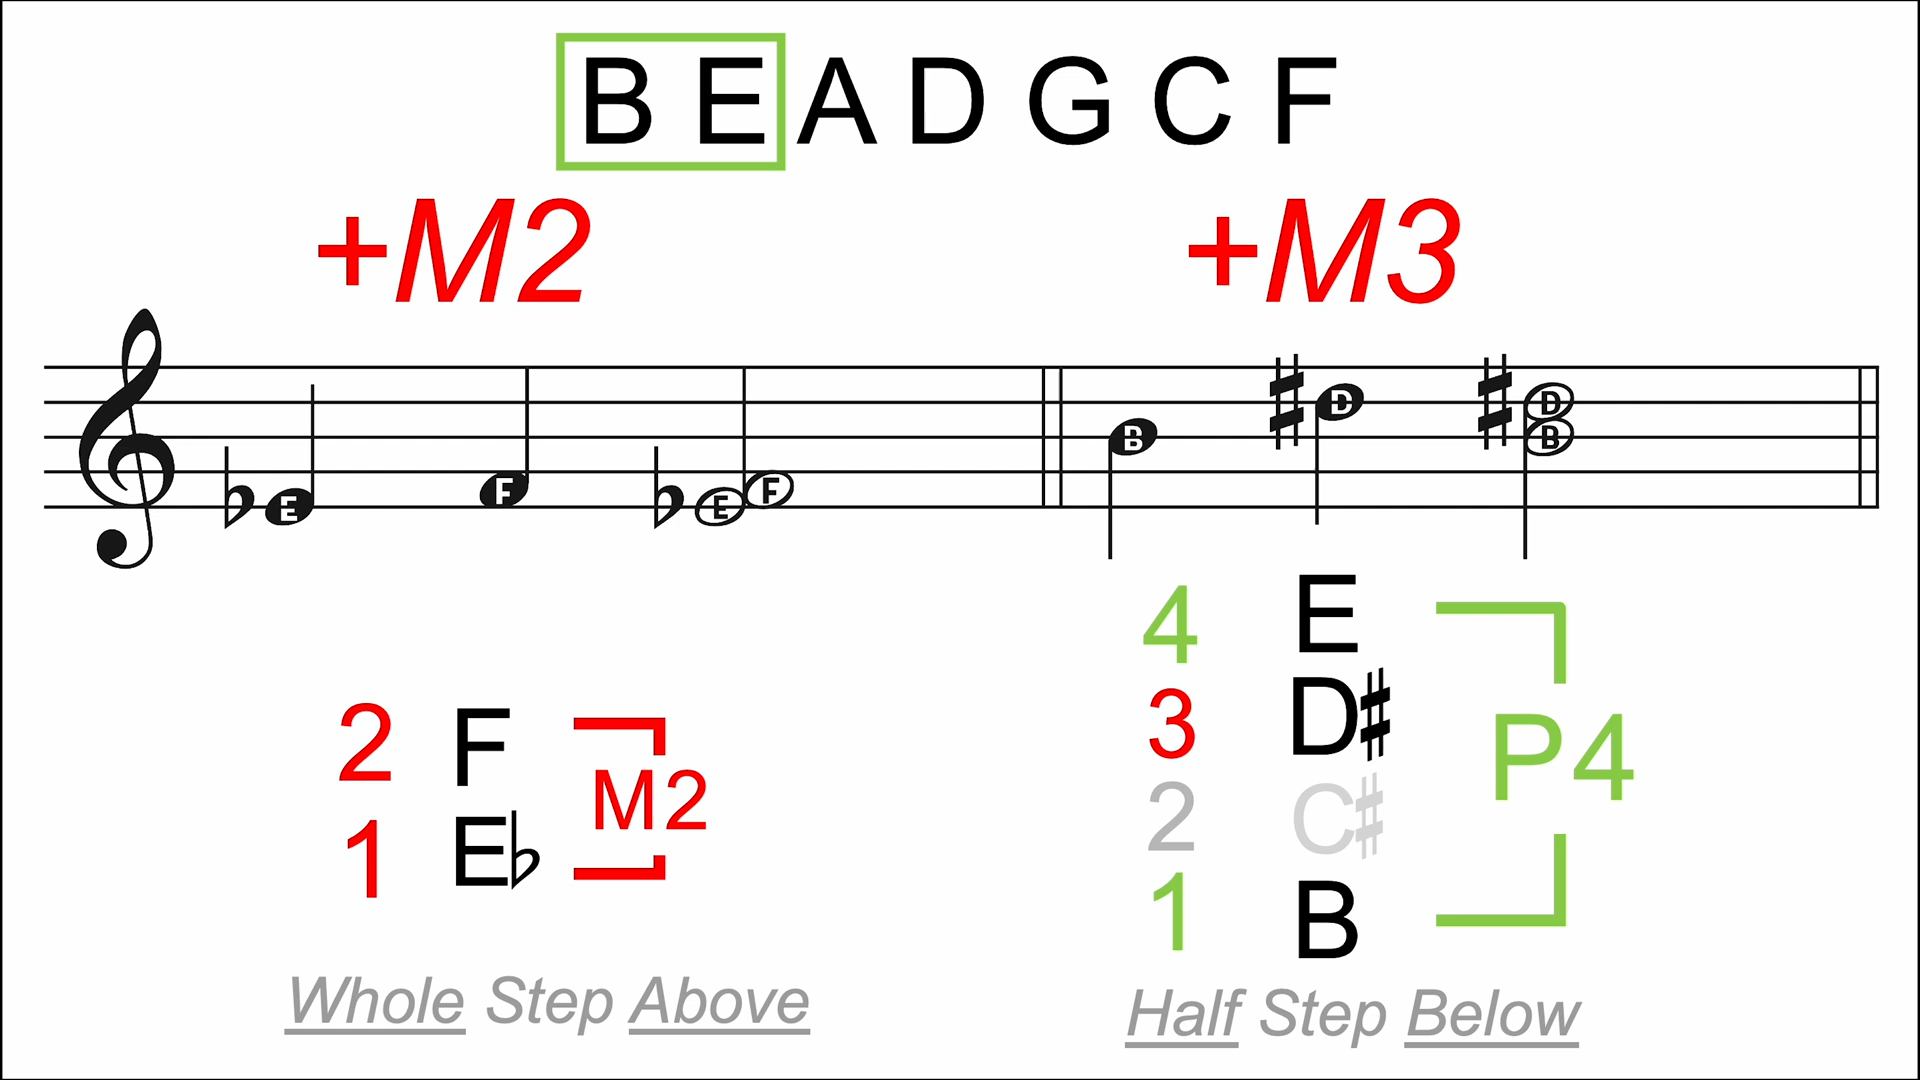 B E A D G C F
+M2
+M3
♭E F ♭E F B ♯D ♯D B
4 E
3 D♯
P4
2 C♯
1 B
2 F
M2
1 E♭
Whole Step Above
Half Step Below